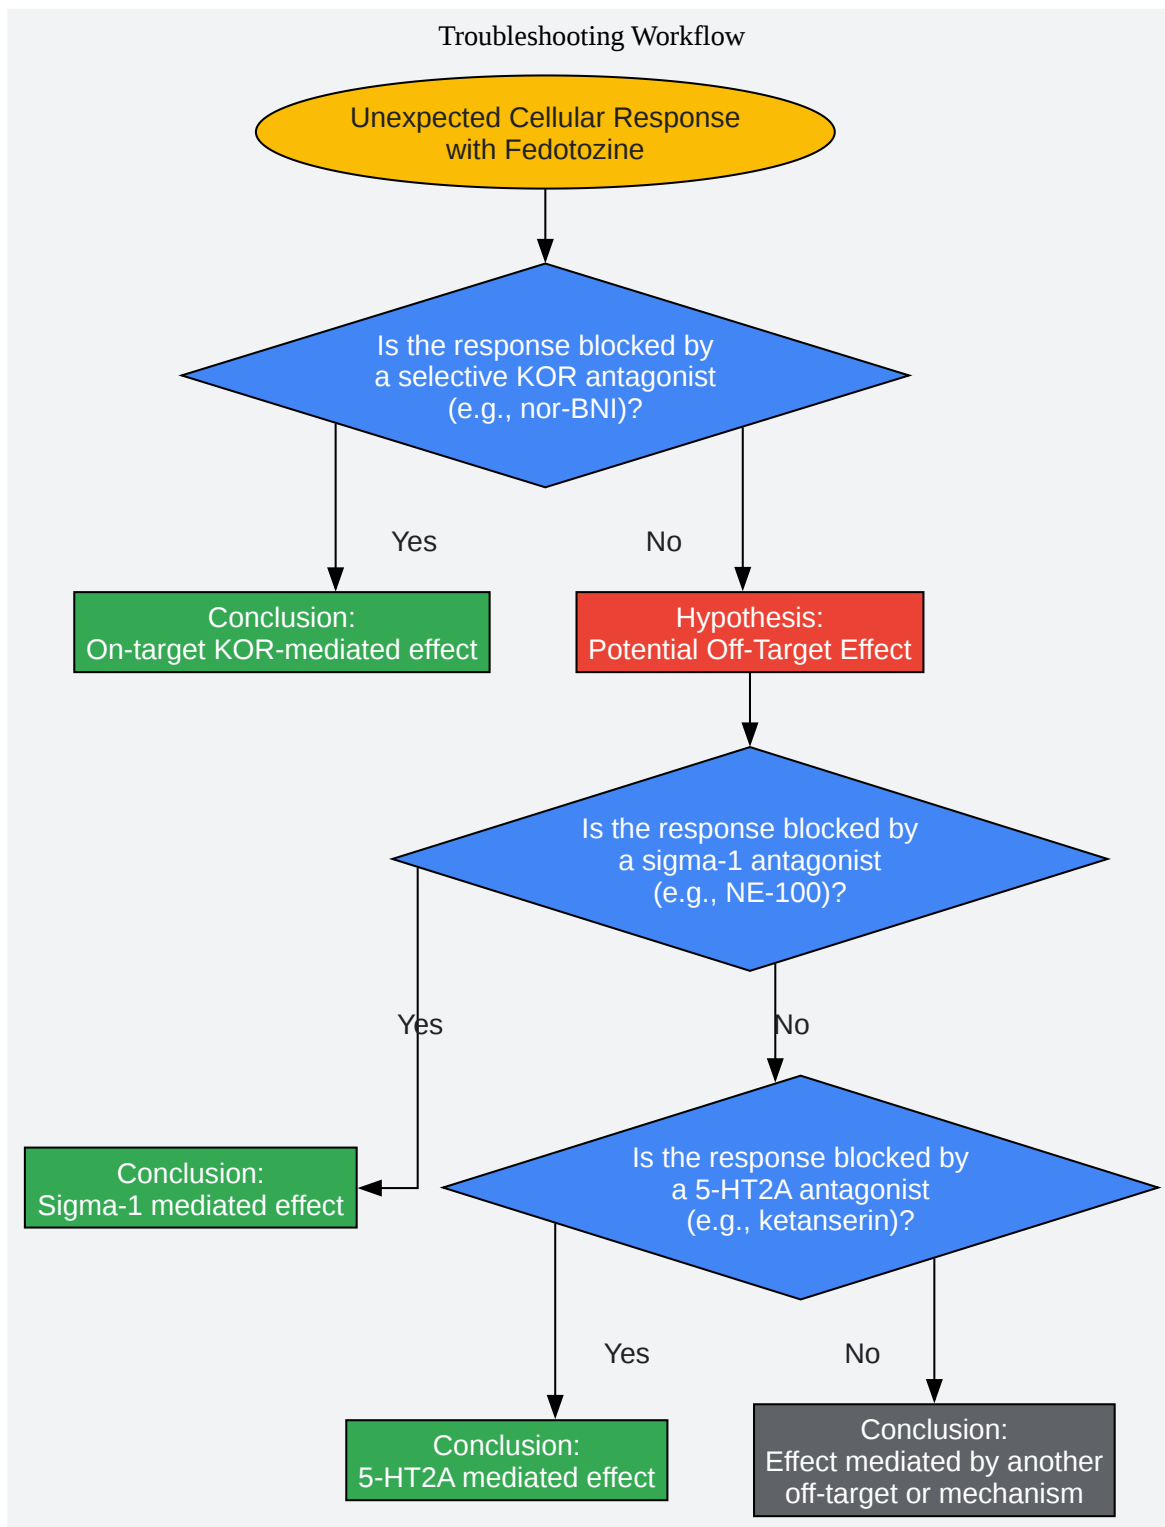 Troubleshooting Workflow
Unexpected Cellular Response
with Fedotozine
Is the response blocked by
a selective KOR antagonist
(e.g., nor-BNI)?
Yes
No
Conclusion:
On-target KOR-mediated effect
Hypothesis:
Potential Off-Target Effect
Is the response blocked by
a sigma-1 antagonist
(e.g., NE-100)?
Yes
No
Conclusion:
Sigma-1 mediated effect
Is the response blocked by
a 5-HT2A antagonist
(e.g., ketanserin)?
Yes
No
Conclusion:
5-HT2A mediated effect
Conclusion:
Effect mediated by another
off-target or mechanism